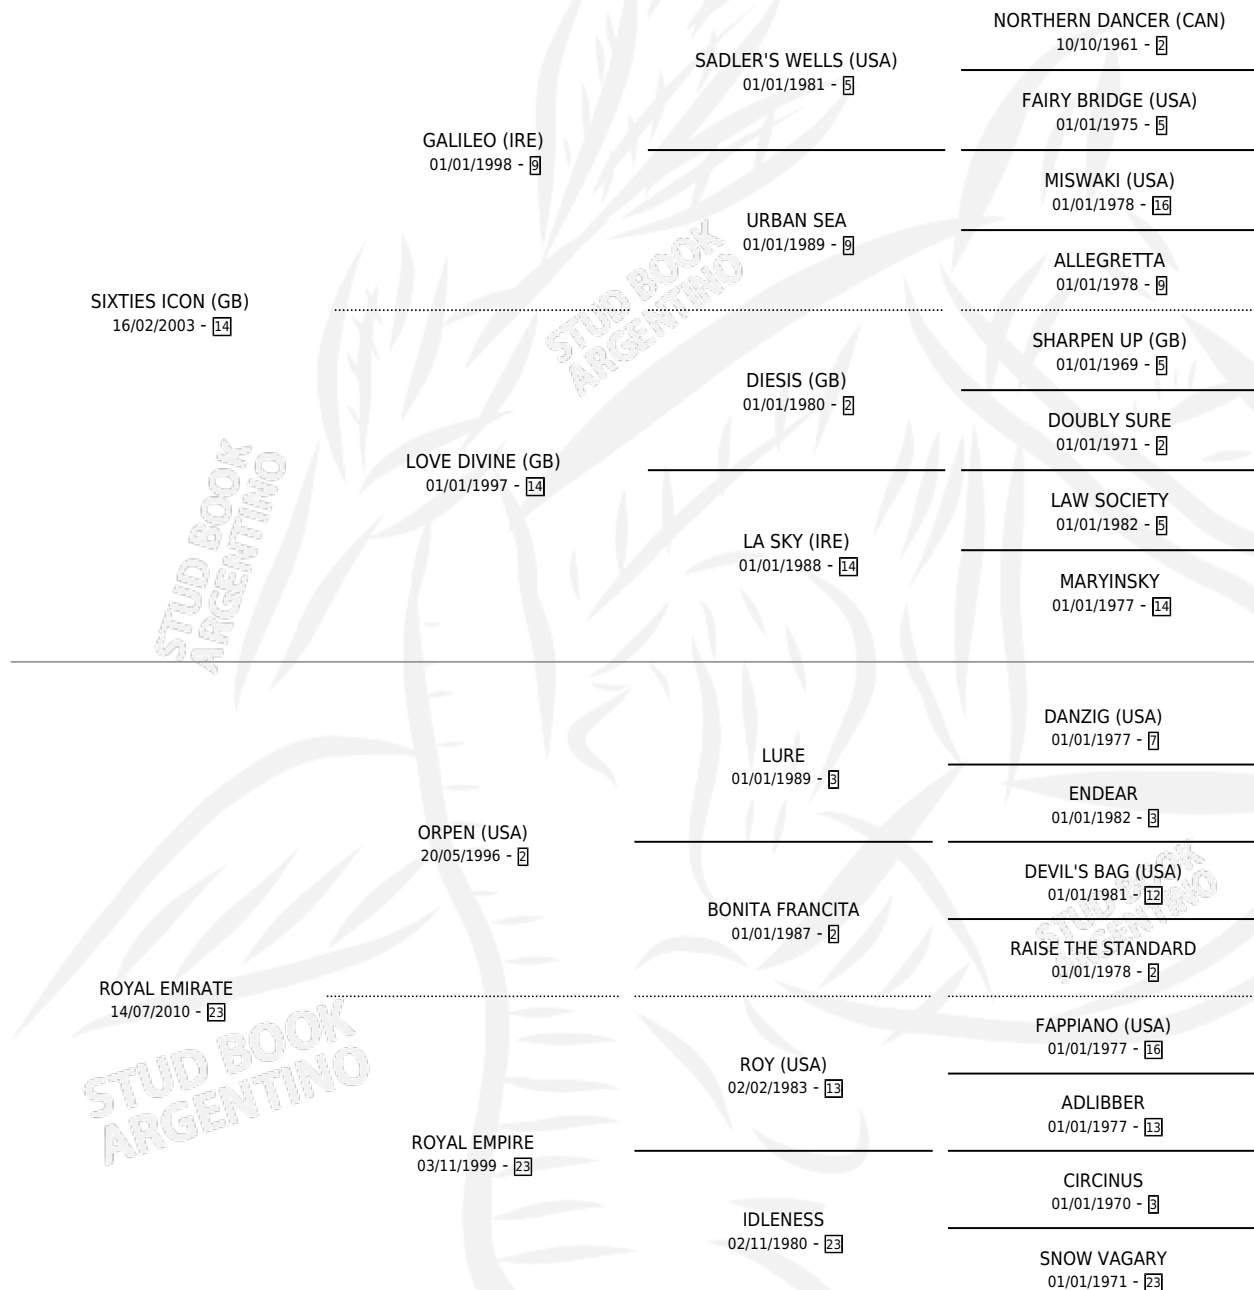 NORTHERN DANCER (CAN)
10/10/1961 - 2
SADLER'S WELLS (USA)
01/01/1981 - 5
FAIRY BRIDGE (USA)
01/01/1975 - 5
GALILEO (IRE)
01/01/1998 - 9
MISWAKI (USA)
01/01/1978 - 16
URBAN SEA
01/01/1989 - 9
ALLEGRETTA
01/01/1978 - 9
SIXTIES ICON (GB)
16/02/2003 - 14
SHARPEN UP (GB)
01/01/1969 - 5
DIESIS (GB)
01/01/1980 - 2
DOUBLY SURE
01/01/1971 - 2
LOVE DIVINE (GB)
01/01/1997 - 14
LAW SOCIETY
01/01/1982 - 5
LA SKY (IRE)
01/01/1988 - 14
MARYINSKY
01/01/1977 - 14
DANZIG (USA)
01/01/1977 - 7
LURE
01/01/1989 - 3
ENDEAR
01/01/1982 - 3
ORPEN (USA)
20/05/1996 - 2
DEVIL'S BAG (USA)
01/01/1981 - 12
BONITA FRANCITA
01/01/1987 - 2
RAISE THE STANDARD
01/01/1978 - 2
ROYAL EMIRATE
14/07/2010 - 23
FAPPIANO (USA)
01/01/1977 - 16
ROY (USA)
02/02/1983 - 13
ADLIBBER
01/01/1977 - 13
ROYAL EMPIRE
03/11/1999 - 23
CIRCINUS
01/01/1970 - 3
IDLENESS
02/11/1980 - 23
SNOW VAGARY
01/01/1971 - 23
STUD BOOK
ARGENTINO
STUD BOOK
ARGENTINO
STUD BOOK
ARGENTINO
STUD BOOK
ARGENTINO